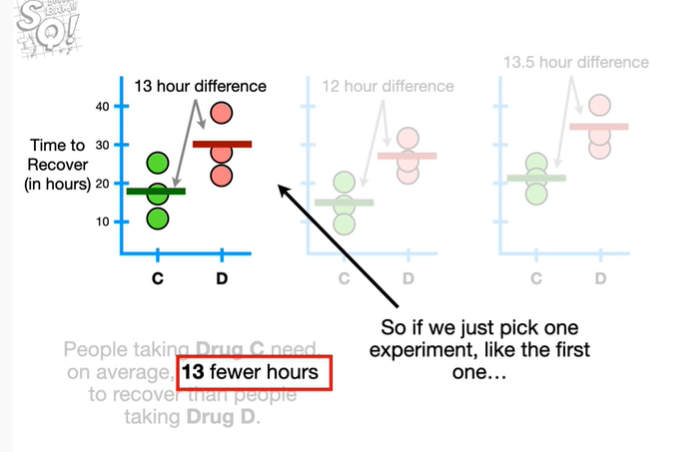 SQ!
13.5 hour difference
13 hour difference
12 hour difference
40
30
20
10
Time to
Recover
(in hours)
C
D
C
D
C
D
So if we just pick one
experiment, like the first
one…
People taking Drug C need
on average, 13 fewer hours
to recover than people
taking Drug D.